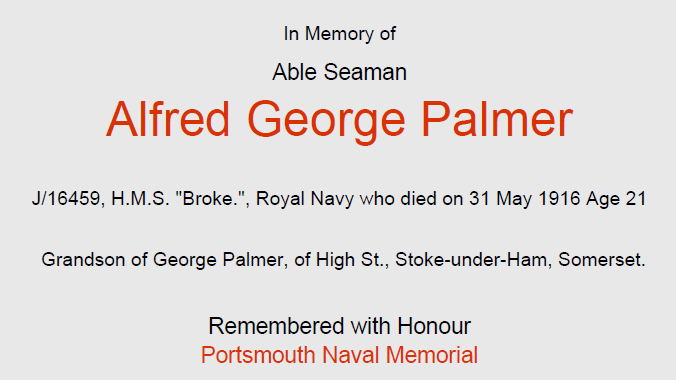 In Memory of
Able Seaman
Alfred George Palmer
J/16459, H.M.S. "Broke.", Royal Navy who died on 31 May 1916 Age 21
Grandson of George Palmer, of High St., Stoke-under-Ham, Somerset.
Remembered with Honour
Portsmouth Naval Memorial